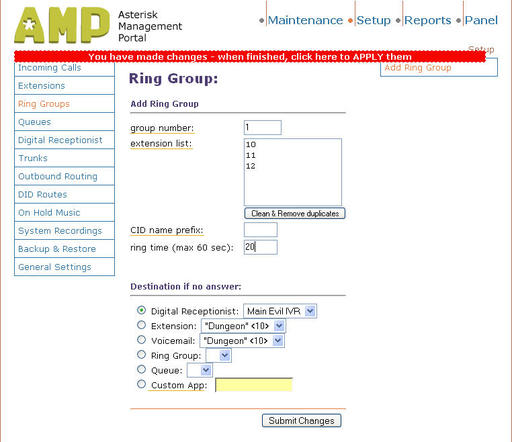 AMP
Asterisk
Management
Portal
Maintenance Setup Reports Panel
Setup
You have made changes - when finished, click here to APPLY them
Incoming Calls
Extensions
Ring Groups
Queues
Digital Receptionist
Trunks
Outbound Routing
DID Routes
On Hold Music
System Recordings
Backup & Restore
General Settings
Add Ring Group
Ring Group:
Add Ring Group
group number: 1
extension list: 10
11
12
Clean & Remove duplicates
CID name prefix:
ring time (max 60 sec): 20
Destination if no answer:
Digital Receptionist: Main Evil IVR
Extension: "Dungeon" <10>
Voicemail: "Dungeon" <10>
Ring Group:
Queue:
Custom App:
Submit Changes